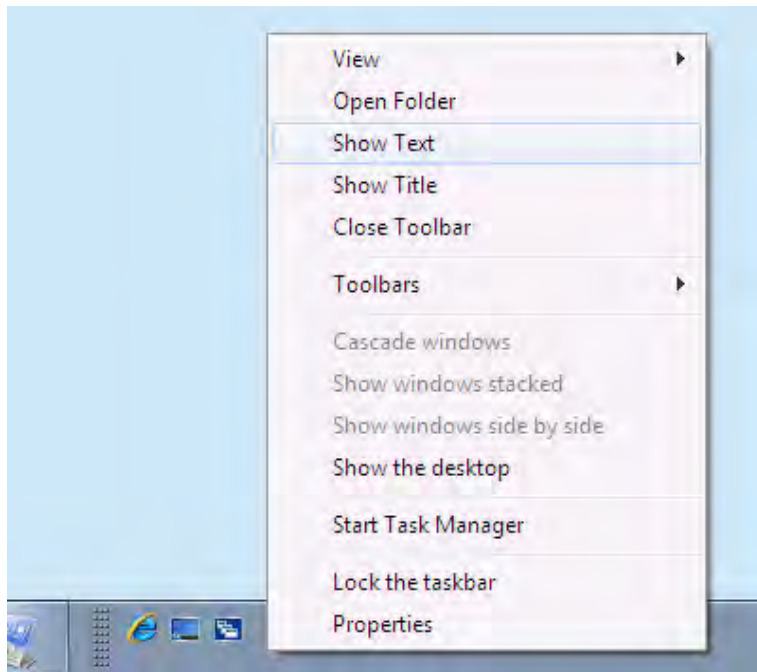 View
Open Folder
Show Text
Show Title
Close Toolbar
Toolbars
Cascade windows
Show windows stacked
Show windows side by side
Show the desktop
Start Task Manager
Lock the taskbar
Properties